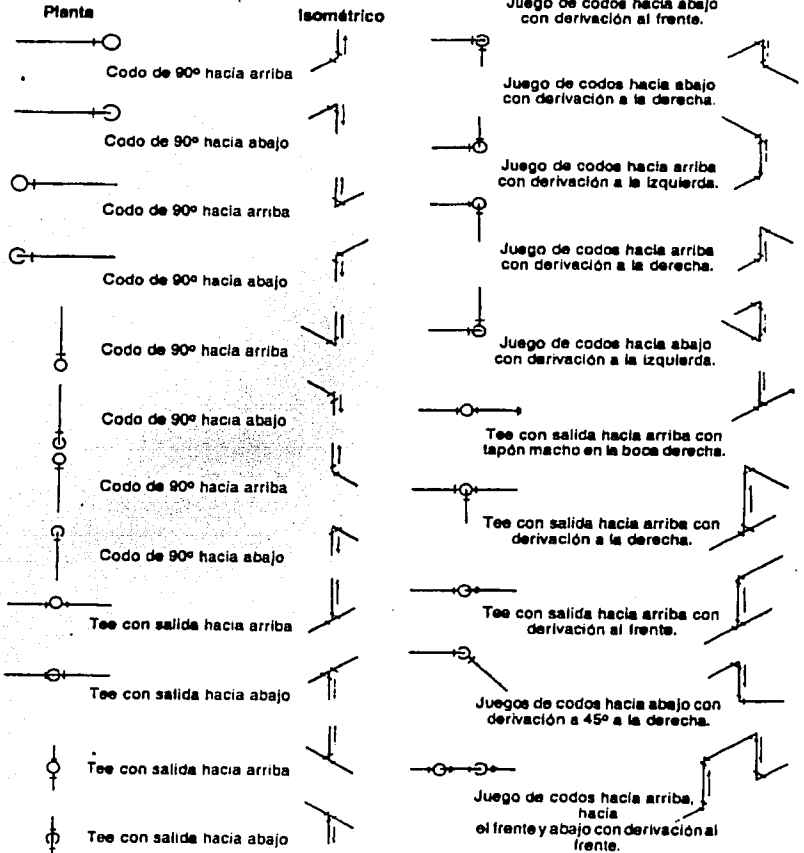 Planta
Isométrico
Codo de 90º hacia arriba
Codo de 90º hacia abajo
Codo de 90º hacia arriba
Codo de 90º hacia abajo
Codo de 90º hacia arriba
Codo de 90º hacia abajo
Codo de 90º hacia arriba
Codo de 90º hacia abajo
Tee con salida hacia arriba
Tee con salida hacia abajo
Tee con salida hacia arriba
Tee con salida hacia abajo
Juego de codos hacia abajo
con derivación al frente.
Juego de codos hacia abajo
con derivación a la derecha.
Juego de codos hacia arriba
con derivación a la izquierda.
Juego de codos hacia arriba
con derivación a la derecha.
Juego de codos hacia abajo
con derivación a la izquierda.
Tee con salida hacia arriba con
tapón macho en la boca derecha.
Tee con salida hacia arriba con
derivación a la derecha.
Tee con salida hacia arriba con
derivación al frente.
Juegos de codos hacia abajo con
derivación a 45º a la derecha.
Juego de codos hacia arriba,
hacia
el frente y abajo con derivación al
frente.